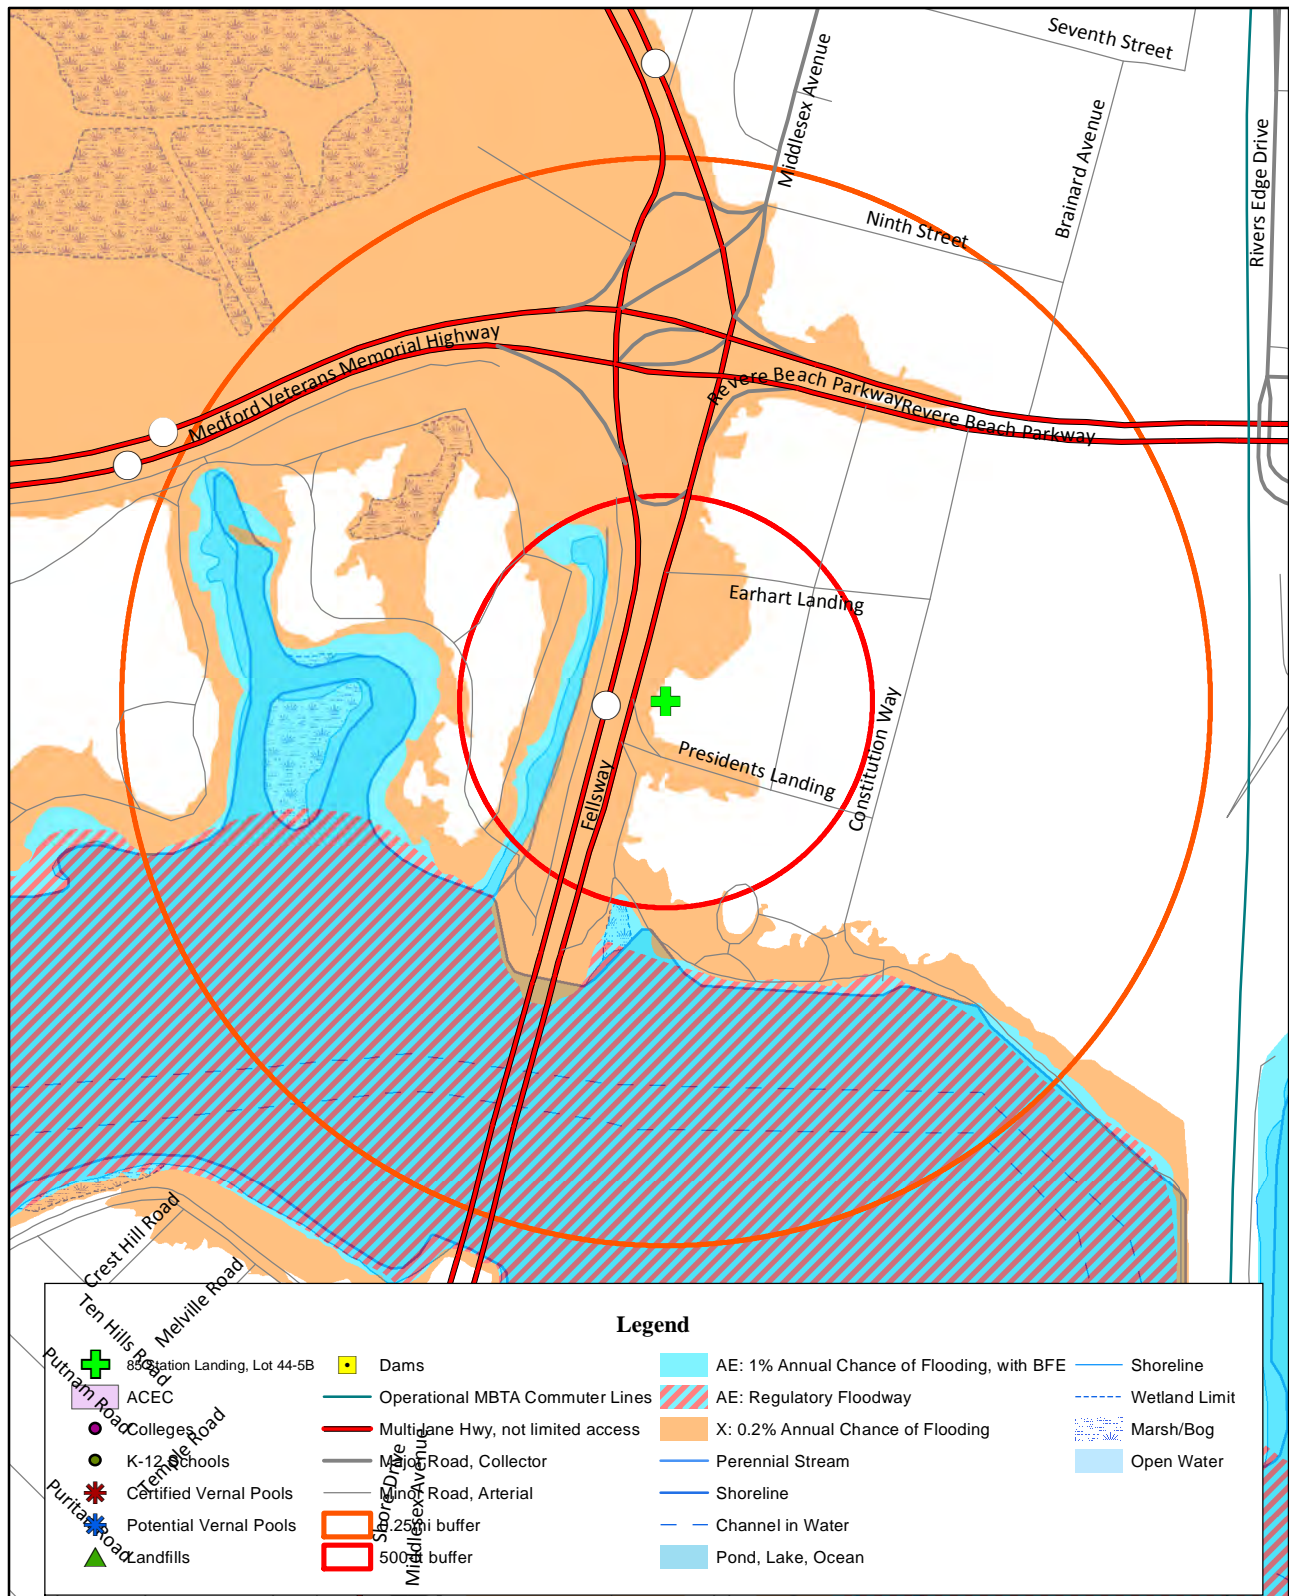 Seventh Street
Middlesex Avenue
Brainard Avenue
Rivers Edge Drive
Ninth Street
Medford Veterans Memorial Highway
Revere Beach Parkway
Revere Beach Parkway
Earhart Landing
Presidents Landing
Constitution Way
Fellsway
Crest Hill Road
Ten Hills Road
Melville Road
Putnam Road
Temple Road
Puritan Road
Shore Drive
Middlesex Avenue
Legend
85 Station Landing, Lot 44-5B
ACEC
Colleges
K-12 Schools
Certified Vernal Pools
Potential Vernal Pools
Landfills
Dams
Operational MBTA Commuter Lines
Multi-lane Hwy, not limited access
Major Road, Collector
Minor Road, Arterial
.25mi buffer
500ft buffer
AE: 1% Annual Chance of Flooding, with BFE
AE: Regulatory Floodway
X: 0.2% Annual Chance of Flooding
Perennial Stream
Shoreline
Channel in Water
Pond, Lake, Ocean
Shoreline
Wetland Limit
Marsh/Bog
Open Water